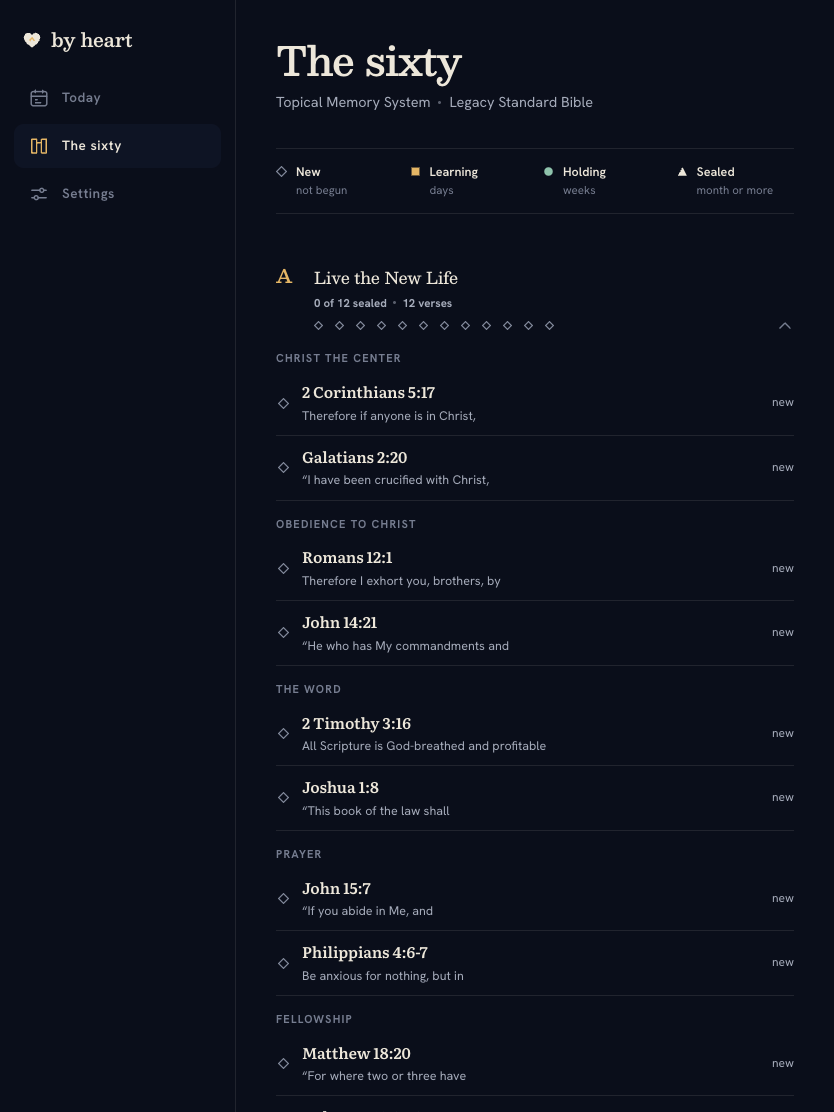 by heart
Today
The sixty
Settings
The sixty
Topical Memory System • Legacy Standard Bible
New
not begun
Learning
days
Holding
weeks
Sealed
month or more
A
Live the New Life
0 of 12 sealed • 12 verses
CHRIST THE CENTER
2 Corinthians 5:17
Therefore if anyone is in Christ,
new
Galatians 2:20
“I have been crucified with Christ,
new
OBEDIENCE TO CHRIST
Romans 12:1
Therefore I exhort you, brothers, by
new
John 14:21
“He who has My commandments and
new
THE WORD
2 Timothy 3:16
All Scripture is God-breathed and profitable
new
Joshua 1:8
“This book of the law shall
new
PRAYER
John 15:7
“If you abide in Me, and
new
Philippians 4:6-7
Be anxious for nothing, but in
new
FELLOWSHIP
Matthew 18:20
“For where two or three have
new